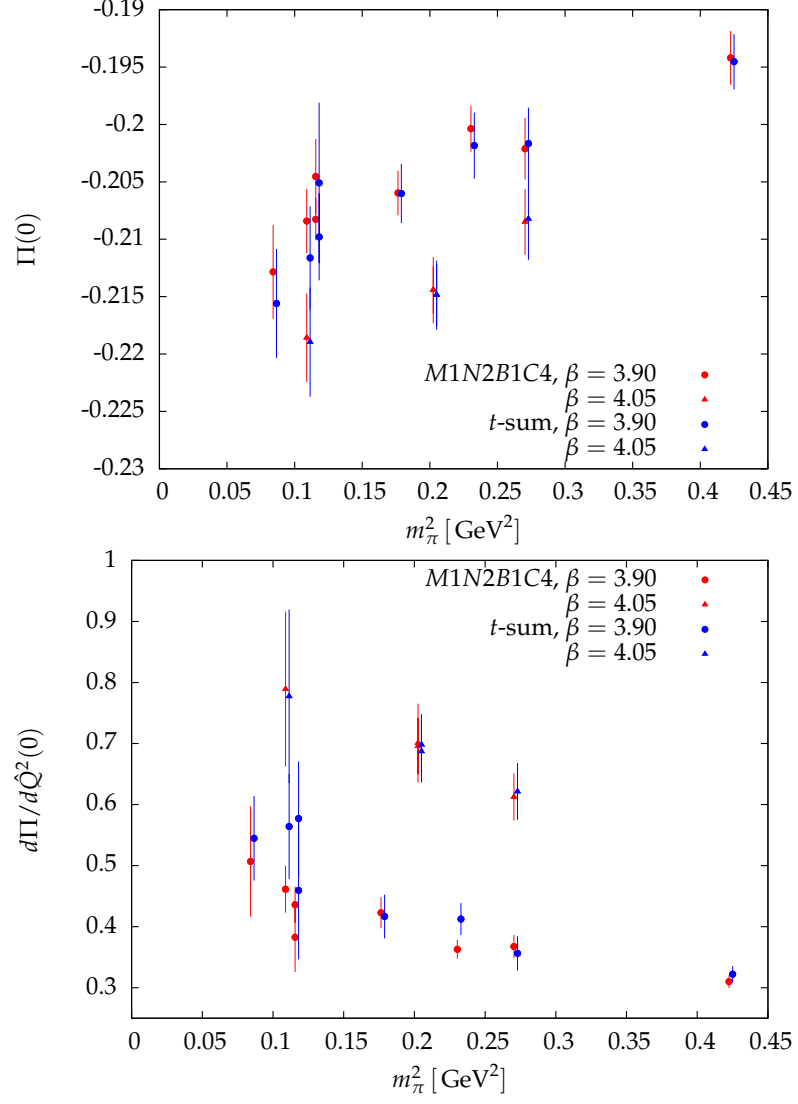 -0.19
-0.195
-0.2
-0.205
-0.21
-0.215
-0.22
-0.225
-0.23
Π(0)
M1N2B1C4, β = 3.90
β = 4.05
t-sum, β = 3.90
β = 4.05
0 0.05 0.1 0.15 0.2 0.25 0.3 0.35 0.4 0.45
m_π^2 [GeV^2]
1
0.9
0.8
0.7
0.6
0.5
0.4
0.3
dΠ/dQ̂^2(0)
M1N2B1C4, β = 3.90
β = 4.05
t-sum, β = 3.90
β = 4.05
0 0.05 0.1 0.15 0.2 0.25 0.3 0.35 0.4 0.45
m_π^2 [GeV^2]